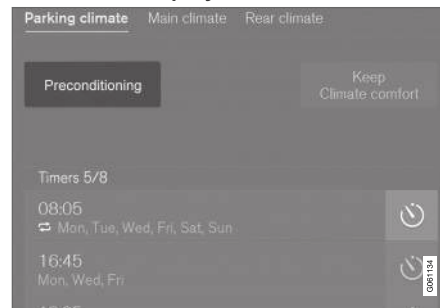 Parking climate Main climate Rear climate
Preconditioning
Keep
Climate comfort
Timers 5/8
08:05
Mon, Tue, Wed, Fri, Sat, Sun
16:45
Mon, Wed, Fri
G061134